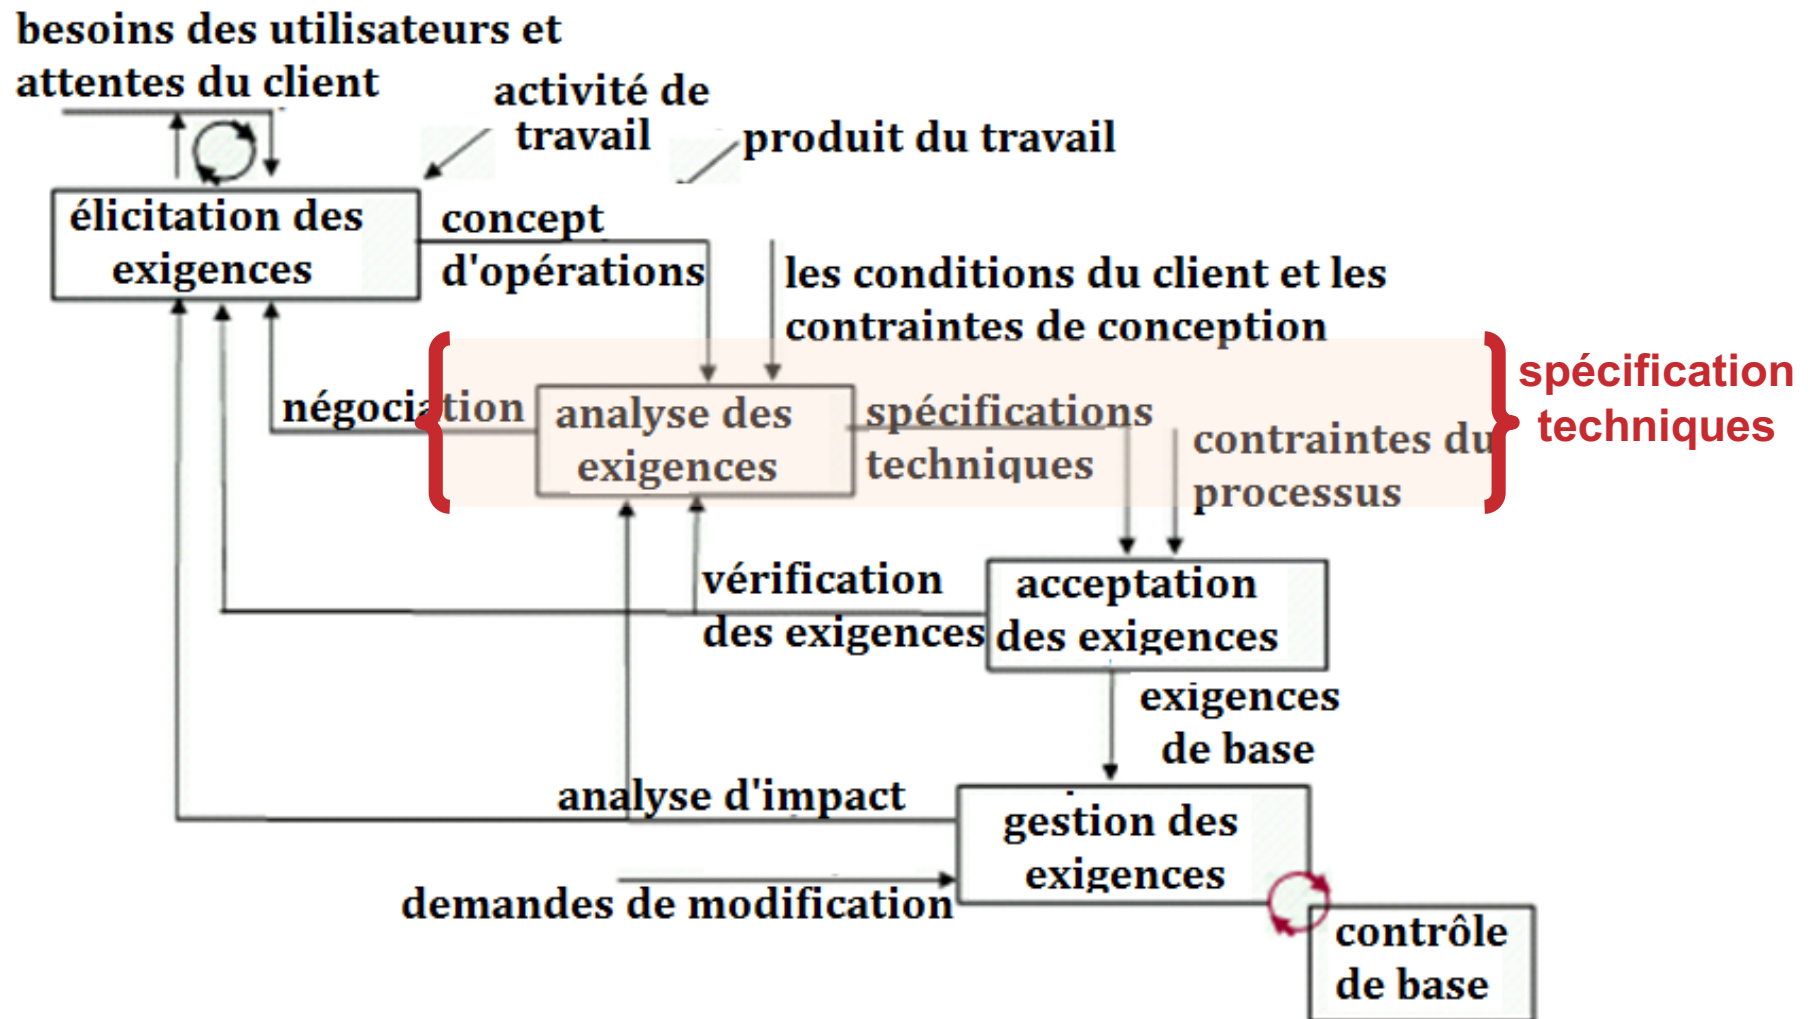 besoins des utilisateurs et
attentes du client
activité de
travail
produit du travail
élicitation des
exigences
concept
d'opérations
les conditions du client et les
contraintes de conception
négociation
analyse des
exigences
spécifications
techniques
contraintes du
processus
spécification
techniques
vérification
des exigences
acceptation
des exigences
exigences
de base
analyse d'impact
gestion des
exigences
demandes de modification
contrôle
de base